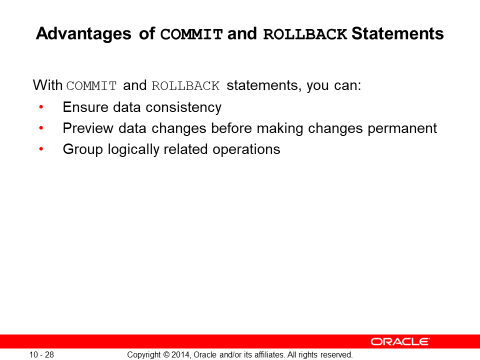 Advantages of COMMIT and ROLLBACK Statements
With COMMIT and ROLLBACK statements, you can:
• Ensure data consistency
• Preview data changes before making changes permanent
• Group logically related operations
ORACLE
10 - 28 Copyright © 2014, Oracle and/or its affiliates. All rights reserved.